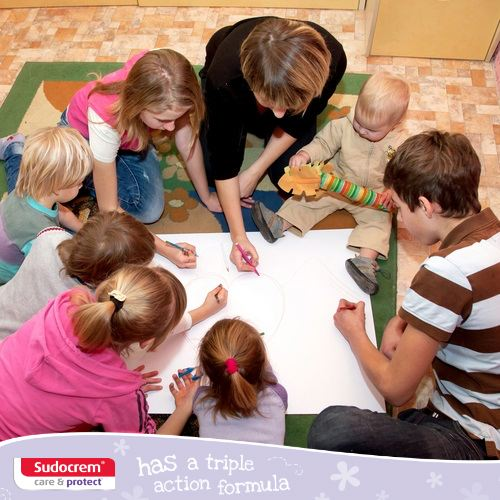 Sudocrem®
care & protect
has a triple
action formula